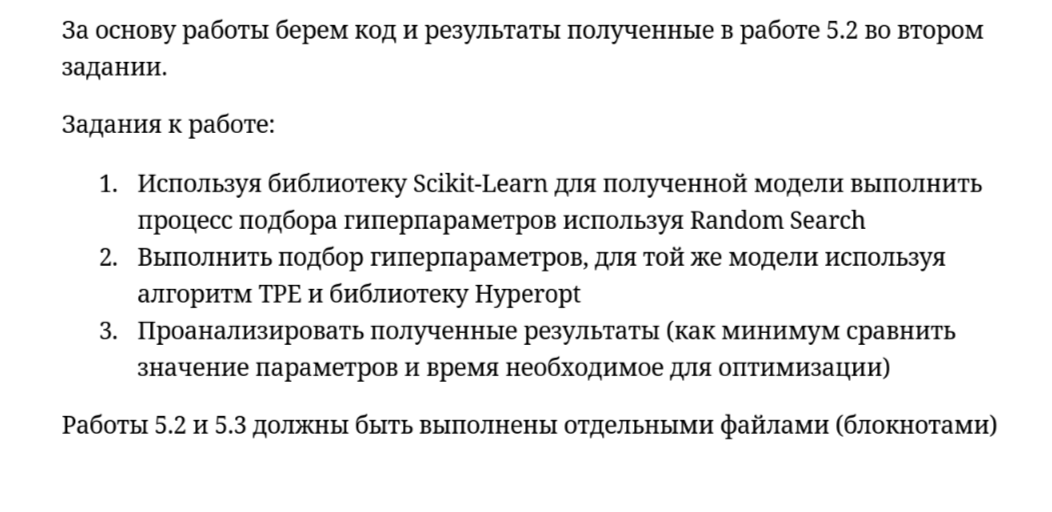 За основу работы берем код и результаты полученные в работе 5.2 во втором
задании.
Задания к работе:
1. Используя библиотеку Scikit-Learn для полученной модели выполнить
процесс подбора гиперпараметров используя Random Search
2. Выполнить подбор гиперпараметров, для той же модели используя
алгоритм TPE и библиотеку Hyperopt
3. Проанализировать полученные результаты (как минимум сравнить
значение параметров и время необходимое для оптимизации)
Работы 5.2 и 5.3 должны быть выполнены отдельными файлами (блокнотами)